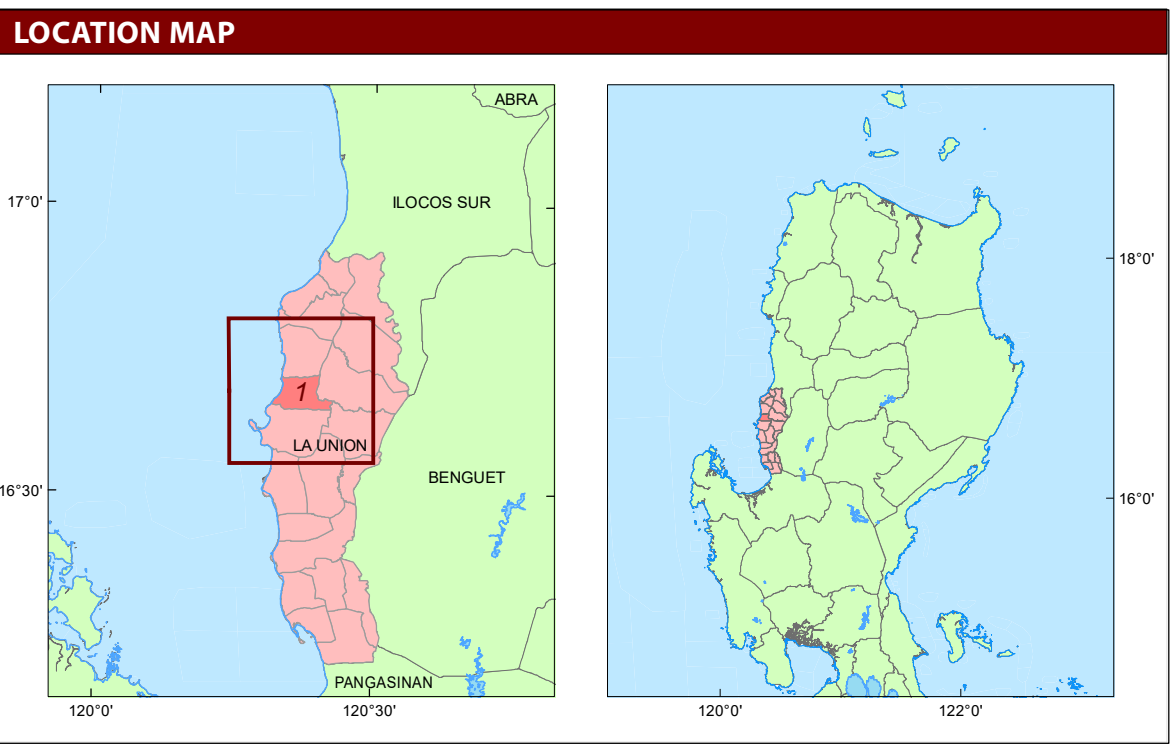 LOCATION MAP
ABRA
17°0'
ILOCOS SUR
1
LA UNION
BENGUET
16°30'
PANGASINAN
120°0'
120°30'
18°0'
16°0'
120°0'
122°0'